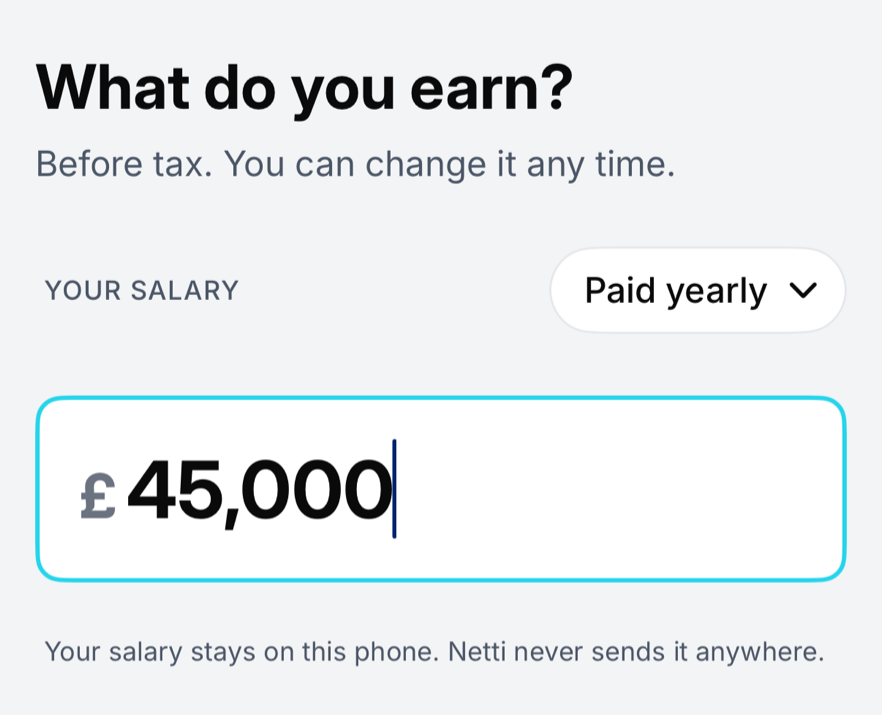 What do you earn?
Before tax. You can change it any time.
YOUR SALARY
Paid yearly
£45,000
Your salary stays on this phone. Netti never sends it anywhere.